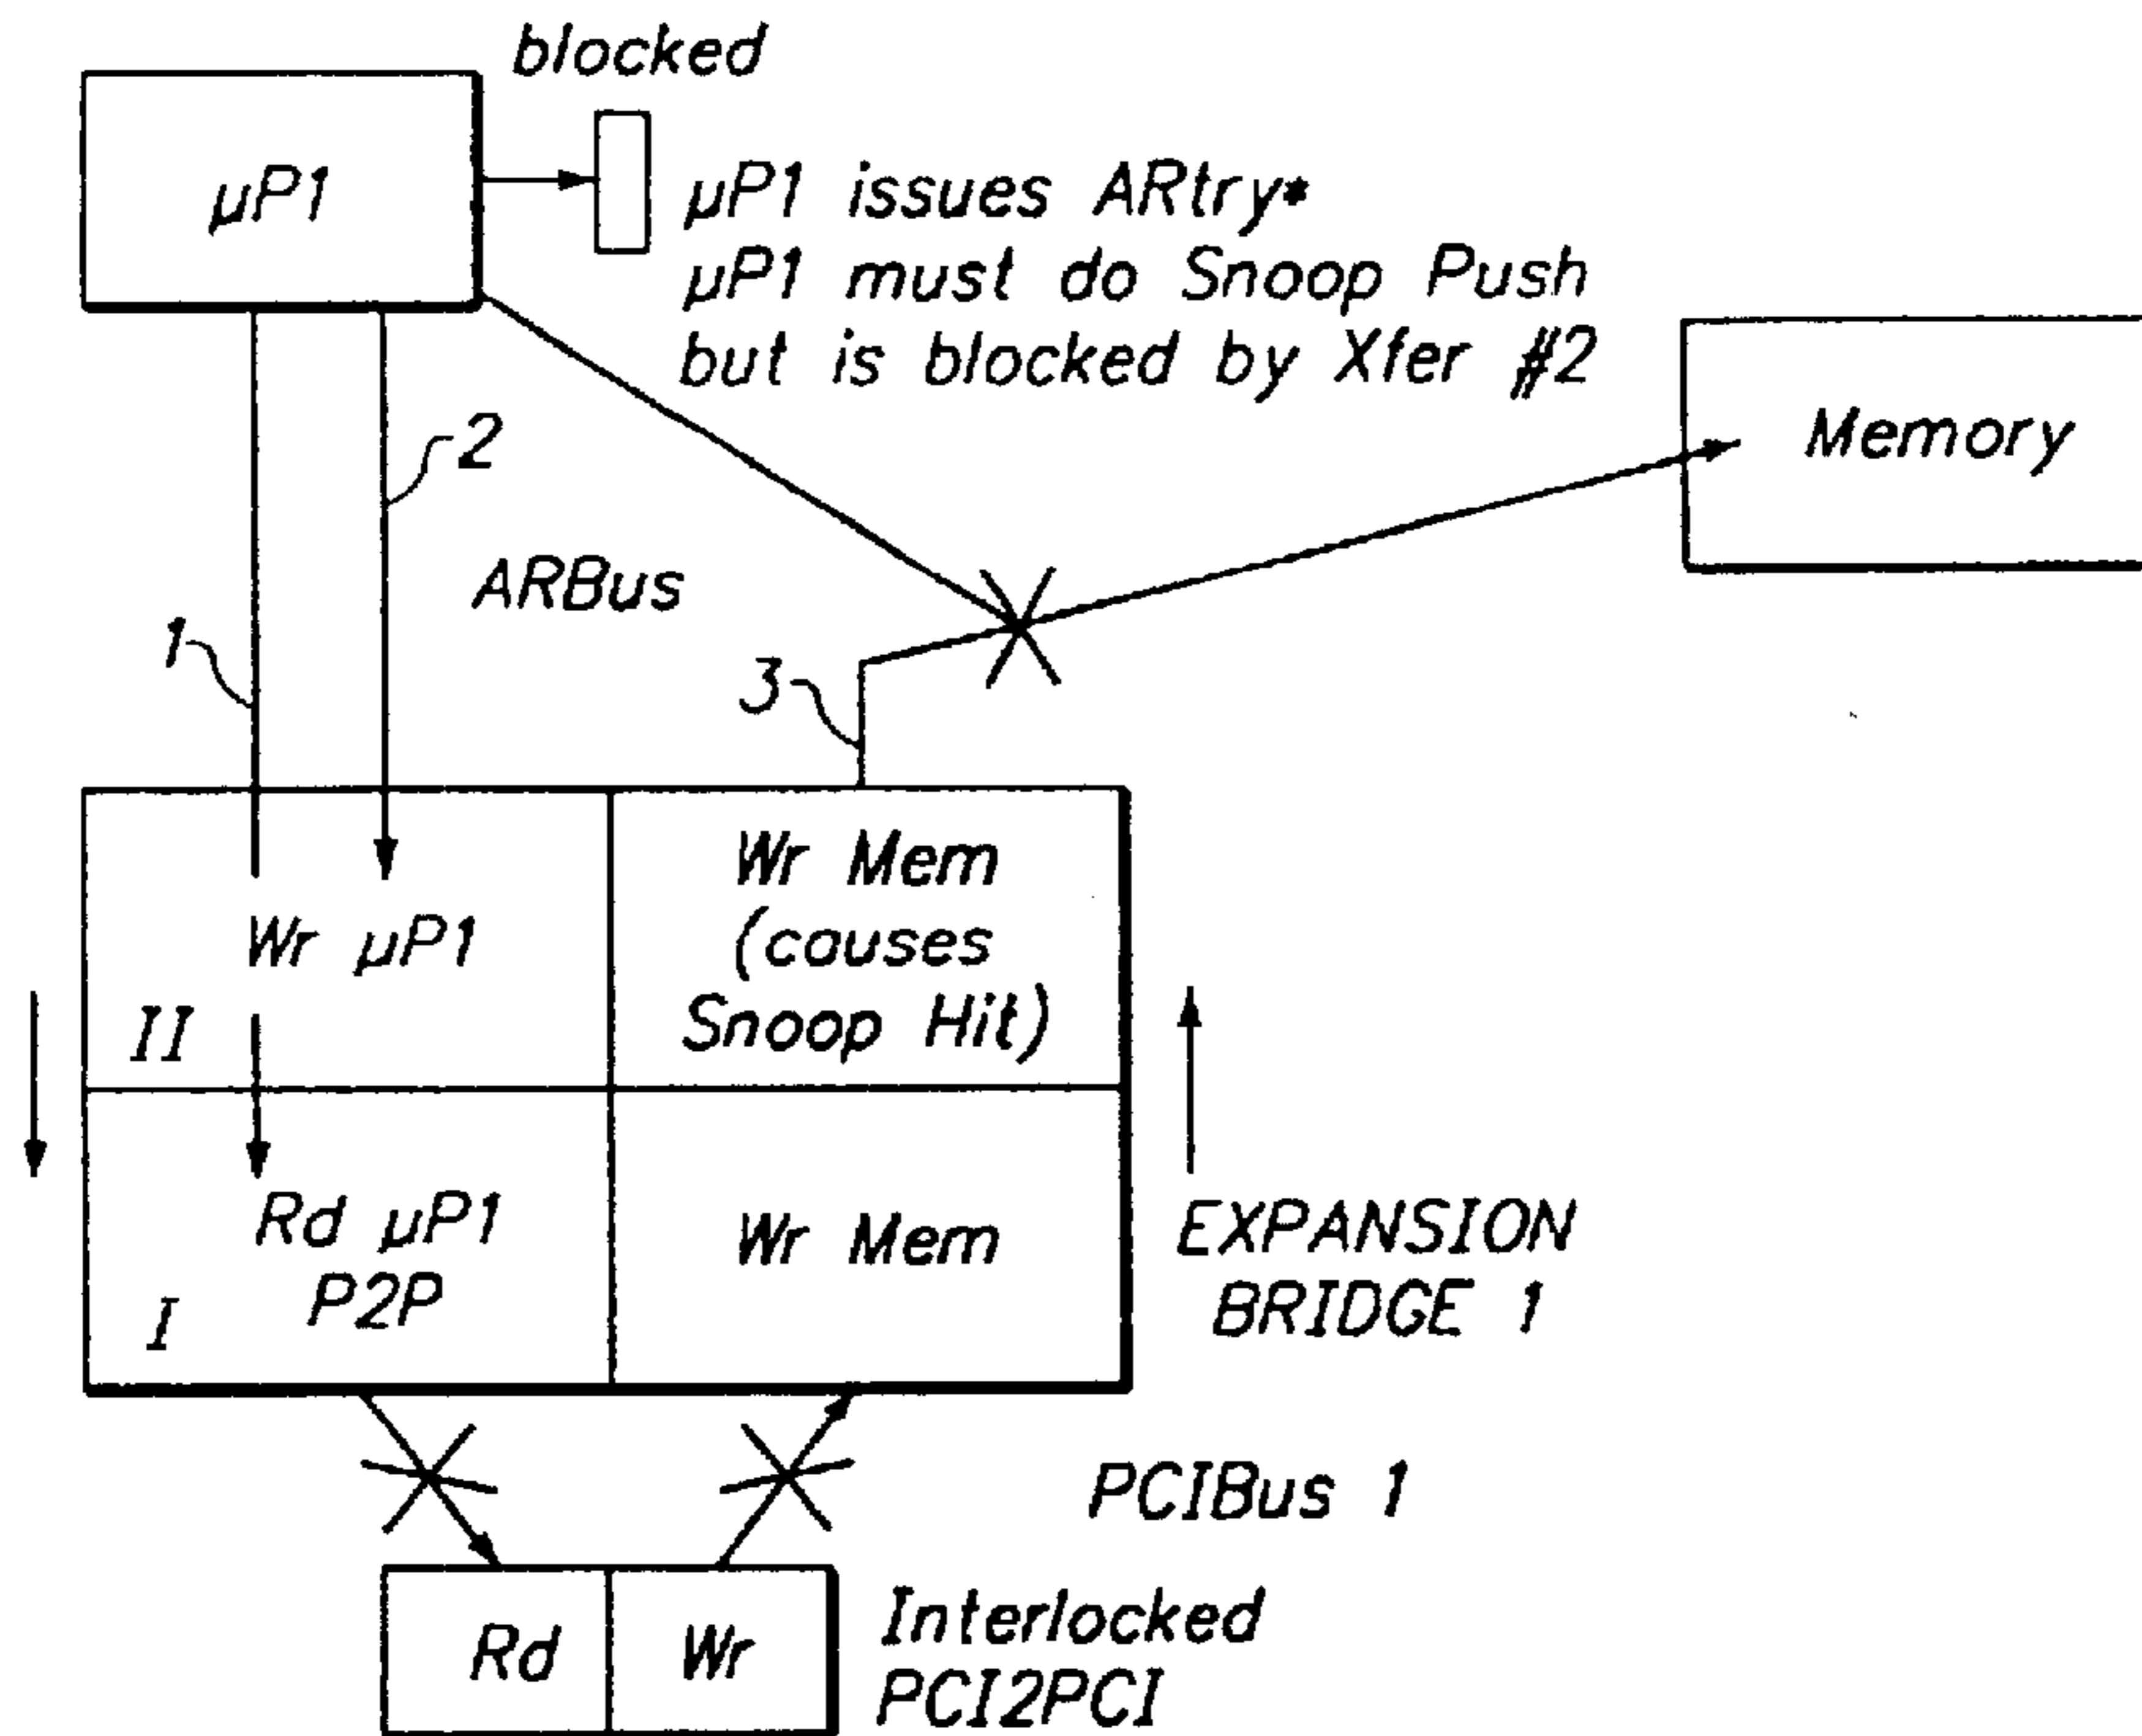 blocked
µP1
µP1 issues ARtry*
µP1 must do Snoop Push
but is blocked by Xfer #2
Memory
2
ARBus
1
3
Wr µP1
II
Wr Mem
(causes
Snoop Hit)
Rd µP1
P2P
I
Wr Mem
EXPANSION
BRIDGE 1
PCIBus 1
Rd
Wr
Interlocked
PCI2PCI